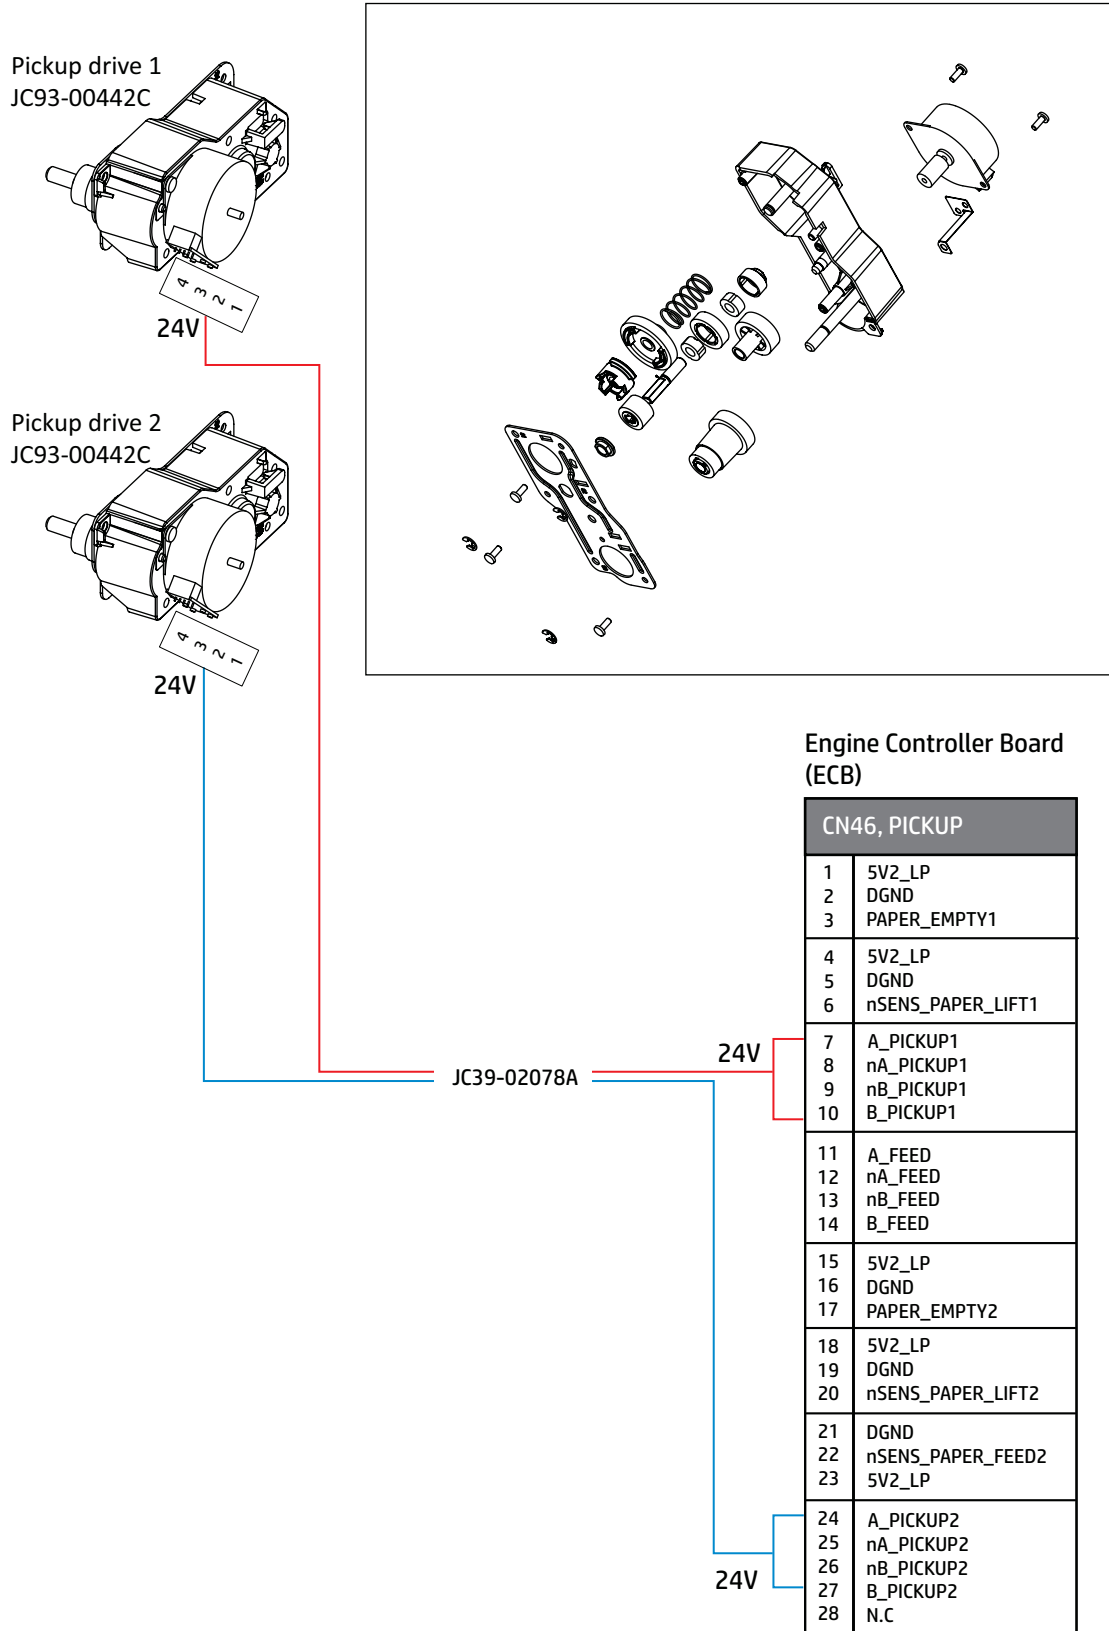 Pickup drive 1
JC93-00442C
4 3 2 1
24V
Pickup drive 2
JC93-00442C
4 3 2 1
24V
Engine Controller Board
(ECB)
CN46, PICKUP
1 5V2_LP
2 DGND
3 PAPER_EMPTY1
4 5V2_LP
5 DGND
6 nSENS_PAPER_LIFT1
24V
7 A_PICKUP1
8 nA_PICKUP1
9 nB_PICKUP1
10 B_PICKUP1
JC39-02078A
11 A_FEED
12 nA_FEED
13 nB_FEED
14 B_FEED
15 5V2_LP
16 DGND
17 PAPER_EMPTY2
18 5V2_LP
19 DGND
20 nSENS_PAPER_LIFT2
21 DGND
22 nSENS_PAPER_FEED2
23 5V2_LP
24 A_PICKUP2
25 nA_PICKUP2
26 nB_PICKUP2
27 B_PICKUP2
28 N.C
24V